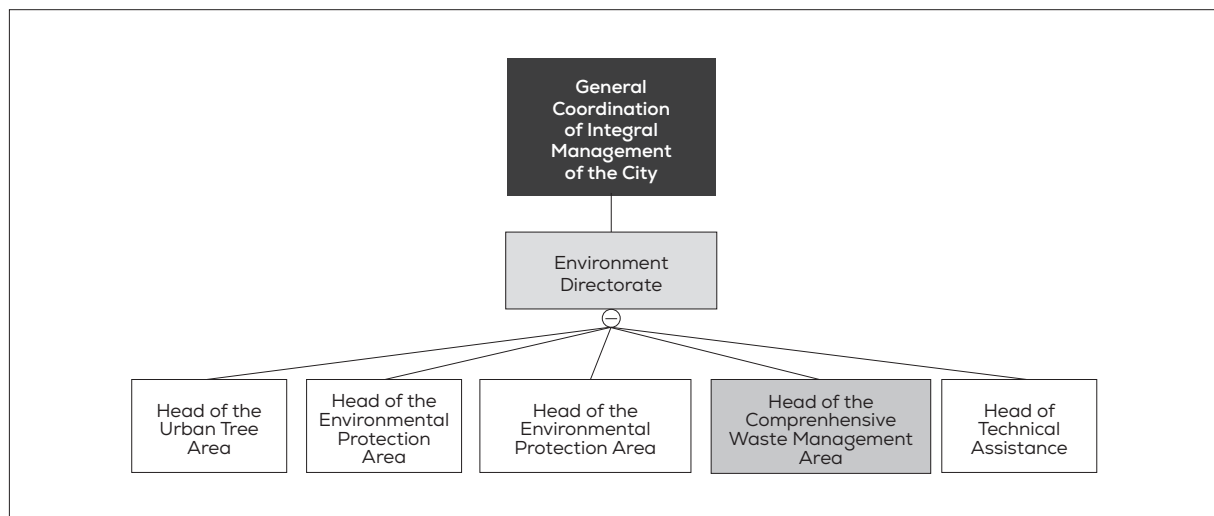 General
Coordination
of Integral
Management
of the City
Environment
Directorate
Head of the
Urban Tree
Area
Head of the
Environmental
Protection
Area
Head of the
Environmental
Protection Area
Head of the
Comprenhensive
Waste Management
Area
Head of
Technical
Assistance